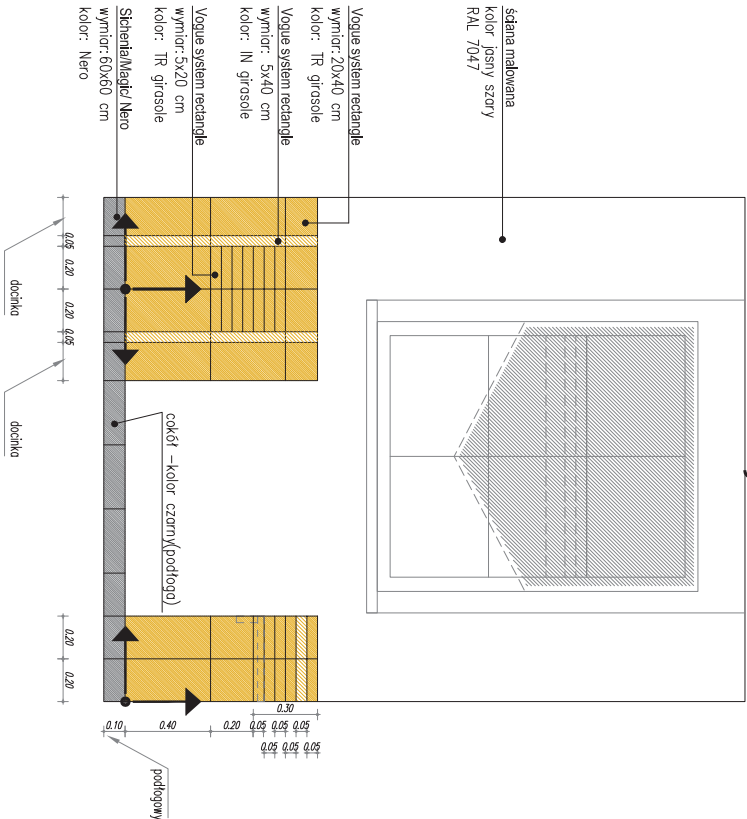 ściana malowana
kolor jasny szary
RAL 7047
Vogue system rectangle
wymiar: 20x40 cm
kolor: TR girasole
Vogue system rectangle
wymiar: 5x40 cm
kolor: IN girasole
Vogue system rectangle
wymiar: 5x20 cm
kolor: TR girasole
Sichenia/Magic/ Nero
wymiar: 60x60 cm
kolor: Nero
0.05
0.20
0.20
0.05
docinka
docinka
cokół -kolor czarny(podłoga)
0.20
0.20
0.30
0.10
0.40
0.20
0.05
0.05
0.05
0.05
0.05
0.05
podłogowy